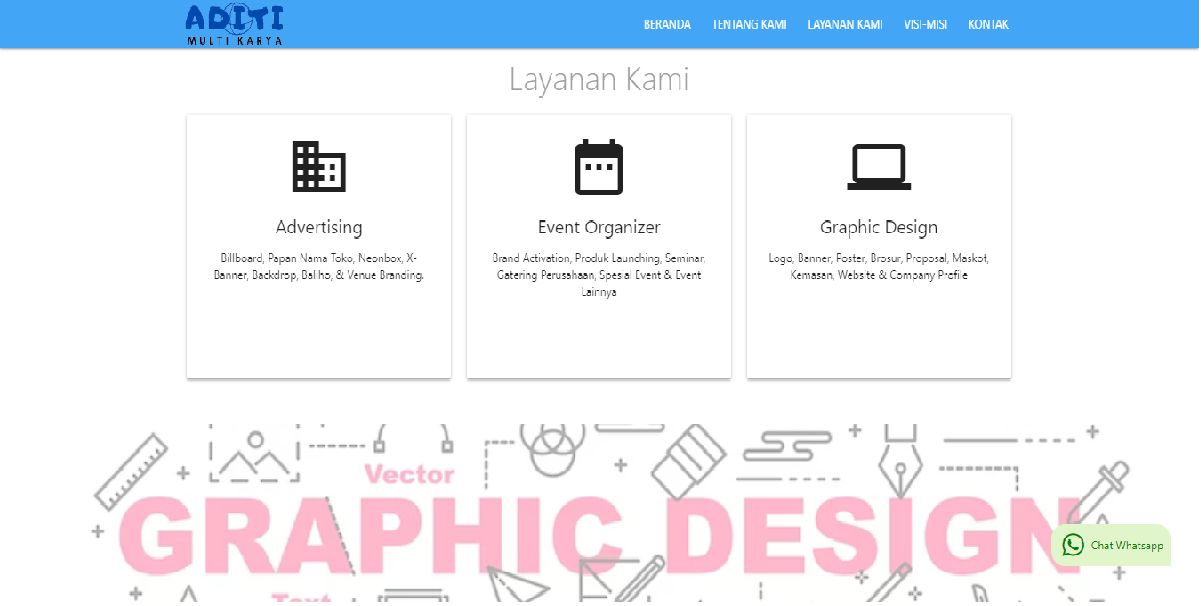 ADITI
MULTI KARYA
BERANDA TENTANG KAMI LAYANAN KAMI VISI-MISI KONTAK
Layanan Kami
Advertising
Billboard, Papan Nama Toko, Neonbox, X-
Banner, Backdrop, Baliho, & Venue Branding.
Event Organizer
Brand Activation, Produk Launching, Seminar,
Gatering Perusahaan, Spesial Event & Event
Lainnya
Graphic Design
Logo, Banner, Poster, Brosur, Proposal, Maskot,
Kemasan, Website & Company Profile
Vector
GRAPHIC DESIGN
Chat Whatsapp
Text